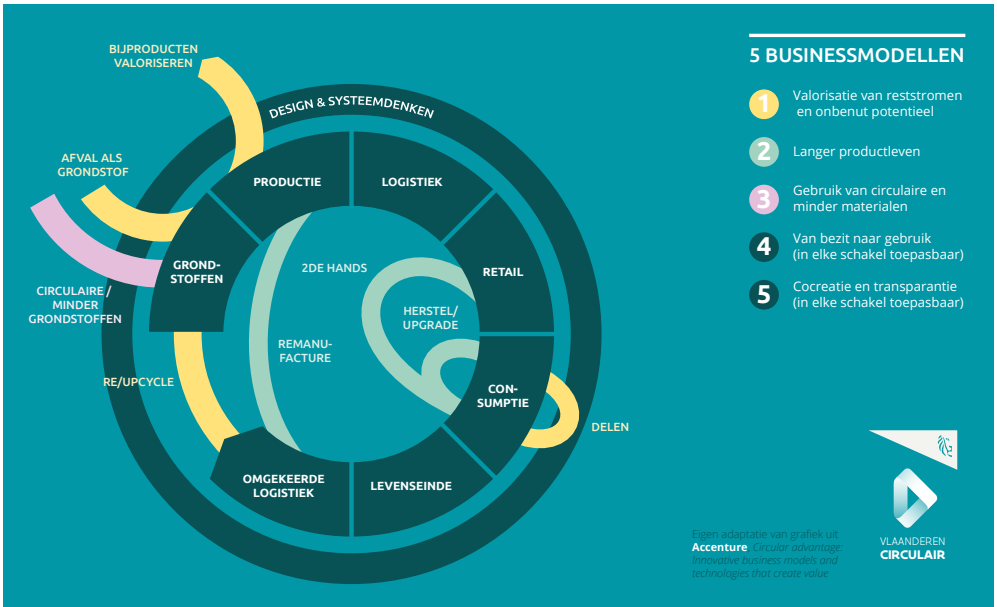 BIJPRODUCTEN
VALORISEREN
DESIGN & SYSTEEMDENKEN
AFVAL ALS
GRONDSTOF
PRODUCTIE
LOGISTIEK
GROND-
STOFFEN
2DE HANDS
RETAIL
CIRCULAIRE /
MINDER
GRONDSTOFFEN
HERSTEL/
UPGRADE
REMANU-
FACTURE
RE/UPCYCLE
CON-
SUMPTIE
DELEN
OMGEKEERDE
LOGISTIEK
LEVENSEINDE
5 BUSINESSMODELLEN
1
Valorisatie van reststromen
en onbenut potentieel
2
Langer productleven
3
Gebruik van circulaire en
minder materialen
4
Van bezit naar gebruik
(in elke schakel toepasbaar)
5
Cocreatie en transparantie
(in elke schakel toepasbaar)
Eigen adaptatie van grafiek uit
Accenture, Circular advantage:
Innovative business models and
technologies that create value
VLAANDEREN
CIRCULAIR